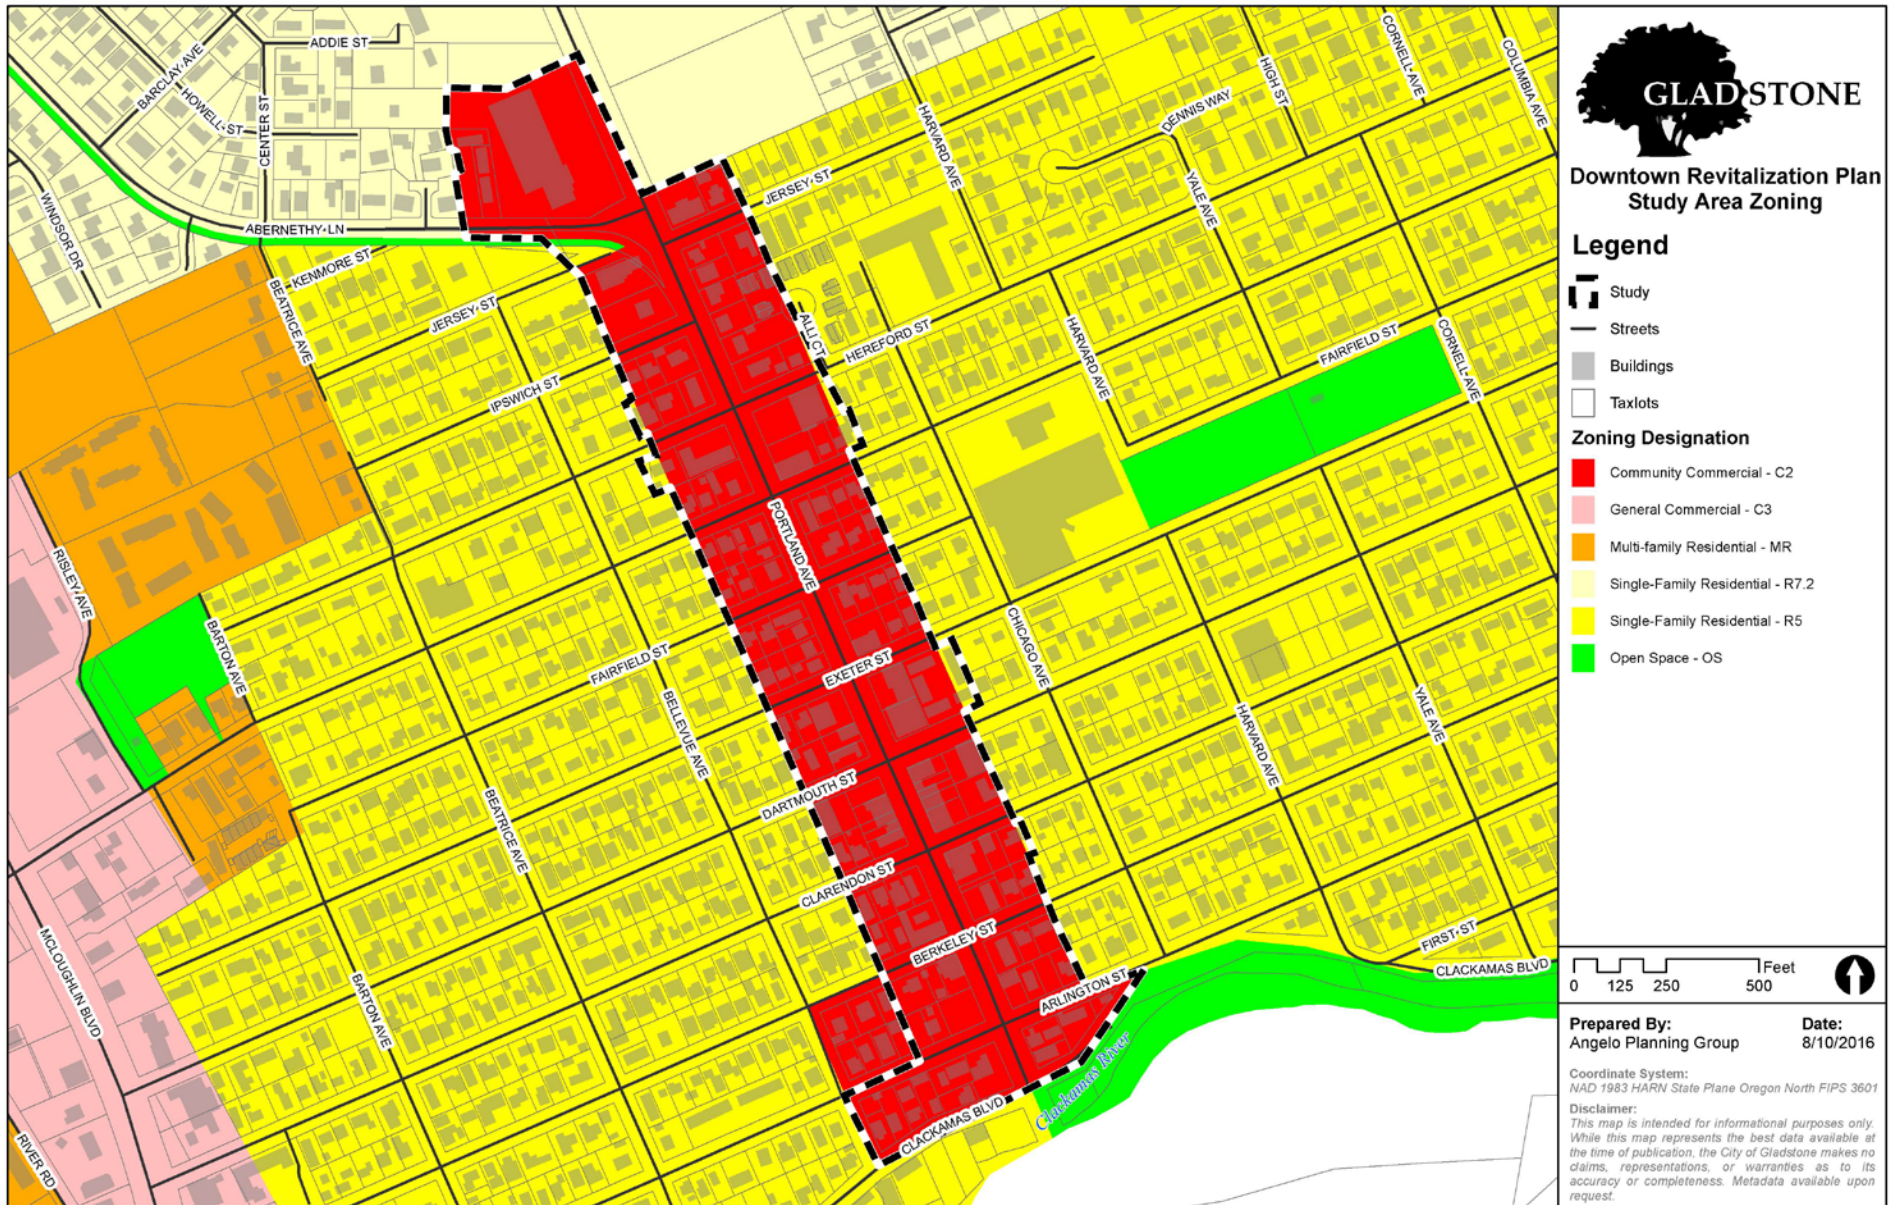 ADDIE ST
BARCLAY AVE
HOWELL ST
CENTER ST
WINDSOR DR
ABERNETHY LN
KENMORE ST
BEATRICE AVE
JERSEY ST
IPSWICH ST
JERSEY ST
HARVARD AVE
DENNIS WAY
HIGH ST
CORNELL AVE
COLUMBIA AVE
YALE AVE
ALLI CT
HEREFORD ST
HARVARD AVE
FAIRFIELD ST
CORNELL AVE
PORTLAND AVE
RISLEY AVE
BARTON AVE
FAIRFIELD ST
BELLEVUE AVE
EXETER ST
CHICAGO AVE
HARVARD AVE
YALE AVE
DARTMOUTH ST
BEATRICE AVE
CLARENDON ST
BERKELEY ST
ARLINGTON ST
FIRST ST
CLACKAMAS BLVD
MCLOUGHLIN BLVD
BARTON AVE
Clackamas River
CLACKAMAS BLVD
RIVER RD
GLADSTONE
Downtown Revitalization Plan
Study Area Zoning
Legend
Study
Streets
Buildings
Taxlots
Zoning Designation
Community Commercial - C2
General Commercial - C3
Multi-family Residential - MR
Single-Family Residential - R7.2
Single-Family Residential - R5
Open Space - OS
Feet
0 125 250 500
Prepared By: Date:
Angelo Planning Group 8/10/2016
Coordinate System:
NAD 1983 HARN State Plane Oregon North FIPS 3601
Disclaimer:
This map is intended for informational purposes only.
While this map represents the best data available at
the time of publication, the City of Gladstone makes no
claims, representations, or warranties as to its
accuracy or completeness. Metadata available upon
request.